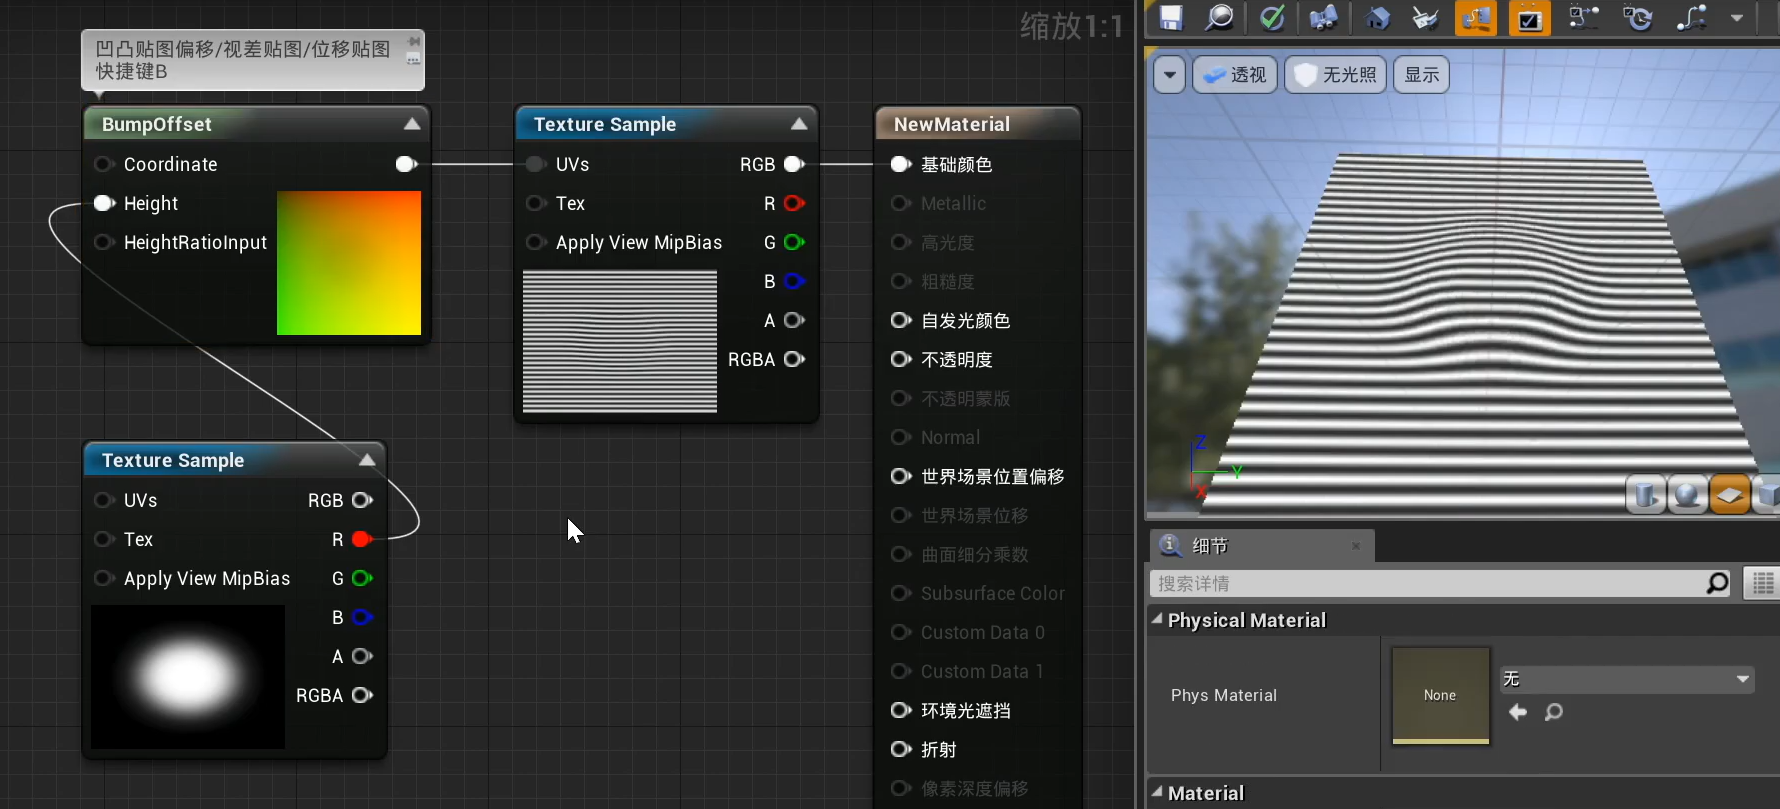 缩放1:1
凹凸贴图偏移/视差贴图/位移贴图
快捷键B
BumpOffset
Coordinate
Height
HeightRatioInput
Texture Sample
UVs
RGB
Tex
R
Apply View MipBias
G
B
A
RGBA
Texture Sample
UVs
RGB
Tex
R
Apply View MipBias
G
B
A
RGBA
NewMaterial
基础颜色
Metallic
高光度
粗糙度
自发光颜色
不透明度
不透明蒙版
Normal
世界场景位置偏移
世界场景位移
曲面细分乘数
Subsurface Color
Custom Data 0
Custom Data 1
环境光遮挡
折射
像素深度偏移
透视
无光照
显示
Z
Y
X
细节
搜索详情
Physical Material
Phys Material
None
无
Material